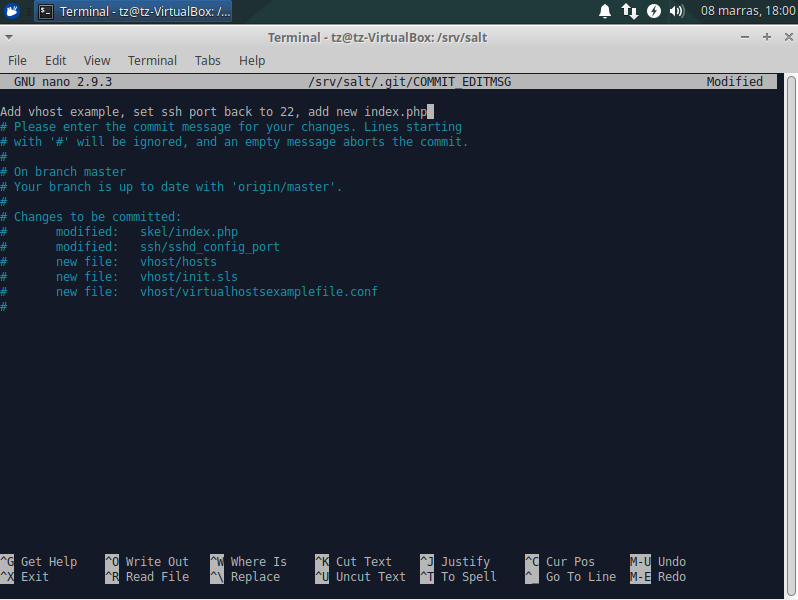 Terminal - tz@tz-VirtualBox: /...
08 marras, 18:00
Terminal - tz@tz-VirtualBox: /srv/salt
File Edit View Terminal Tabs Help
GNU nano 2.9.3 /srv/salt/.git/COMMIT_EDITMSG Modified
Add vhost example, set ssh port back to 22, add new index.php
# Please enter the commit message for your changes. Lines starting
# with '#' will be ignored, and an empty message aborts the commit.
#
# On branch master
# Your branch is up to date with 'origin/master'.
#
# Changes to be committed:
# modified: skel/index.php
# modified: ssh/sshd_config_port
# new file: vhost/hosts
# new file: vhost/init.sls
# new file: vhost/virtualhostsexamplefile.conf
#
^G Get Help ^O Write Out ^W Where Is ^K Cut Text ^J Justify ^C Cur Pos M-U Undo
^X Exit ^R Read File ^\ Replace ^U Uncut Text ^T To Spell ^_ Go To Line M-E Redo